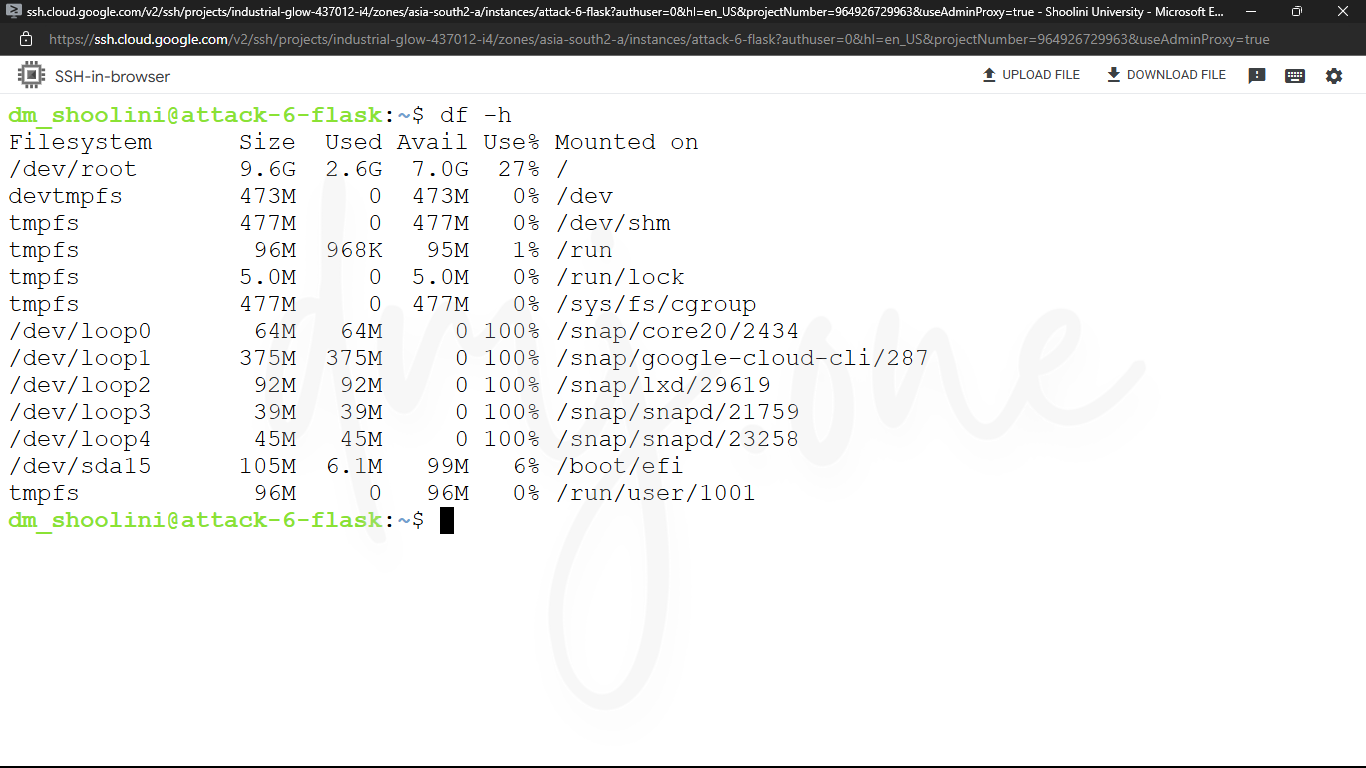 ssh.cloud.google.com/v2/ssh/projects/industrial-glow-437012-i4/zones/asia-south2-a/instances/attack-6-flask?authuser=0&hl=en_US&projectNumber=964926729963&useAdminProxy=true - Shoolini University - Microsoft E...
https://ssh.cloud.google.com/v2/ssh/projects/industrial-glow-437012-i4/zones/asia-south2-a/instances/attack-6-flask?authuser=0&hl=en_US&projectNumber=964926729963&useAdminProxy=true
SSH-in-browser UPLOAD FILE DOWNLOAD FILE
dm_shoolini@attack-6-flask:~$ df -h
Filesystem      Size  Used Avail Use% Mounted on
/dev/root       9.6G  2.6G  7.0G  27% /
devtmpfs        473M     0  473M   0% /dev
tmpfs           477M     0  477M   0% /dev/shm
tmpfs            96M  968K   95M   1% /run
tmpfs           5.0M     0  5.0M   0% /run/lock
tmpfs           477M     0  477M   0% /sys/fs/cgroup
/dev/loop0       64M   64M     0 100% /snap/core20/2434
/dev/loop1      375M  375M     0 100% /snap/google-cloud-cli/287
/dev/loop2       92M   92M     0 100% /snap/lxd/29619
/dev/loop3       39M   39M     0 100% /snap/snapd/21759
/dev/loop4       45M   45M     0 100% /snap/snapd/23258
/dev/sda15      105M  6.1M   99M   6% /boot/efi
tmpfs            96M     0   96M   0% /run/user/1001
dm_shoolini@attack-6-flask:~$
dmj.one